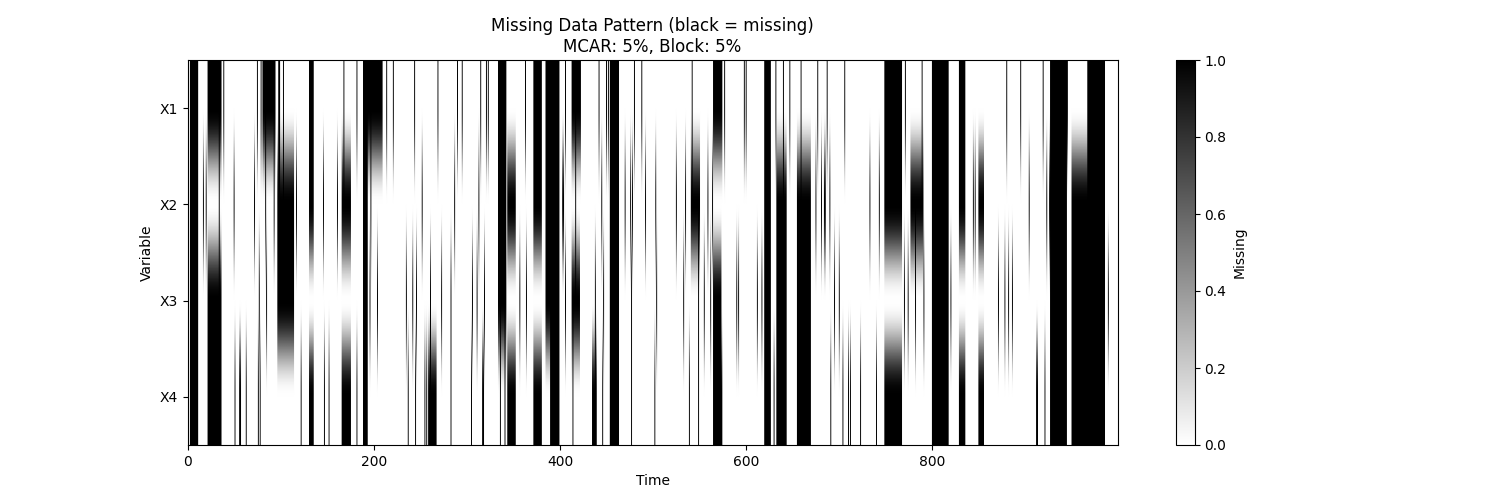 Missing Data Pattern (black = missing)
MCAR: 5%, Block: 5%
X1
X2
X3
X4
Variable
0
200
400
600
800
Time
1.0
0.8
0.6
0.4
0.2
0.0
Missing